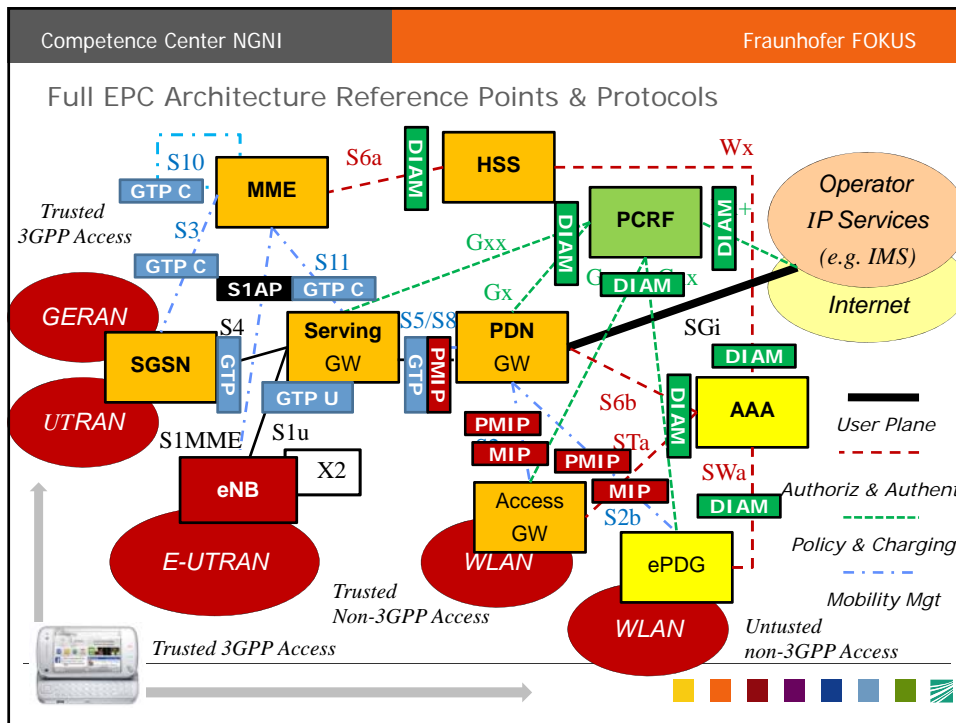 Competence Center NGNI
Fraunhofer FOKUS
Full EPC Architecture Reference Points & Protocols
S10
GTP C
MME
S6a
DIAM
HSS
Wx
Operator
IP Services
(e.g. IMS)
Internet
Trusted
3GPP Access
S3
GTP C
S1AP
S11
GTP C
Gxx
DIAM
PCRF
DIAM
+
Gx
G
DIAM
x
GERAN
SGSN
S4
GTP
Serving
GW
S5/S8
GTP
PMIP
PDN
GW
SGi
DIAM
UTRAN
GTP U
S6b
DIAM
AAA
User Plane
S1MME
S1u
PMIP
MIP
STa
PMIP
SWa
X2
eNB
MIP
DIAM
Authoriz & Authent
Access
GW
S2b
Policy & Charging
E-UTRAN
WLAN
ePDG
Mobility Mgt
Trusted
Non-3GPP Access
WLAN
Untusted
non-3GPP Access
Trusted 3GPP Access